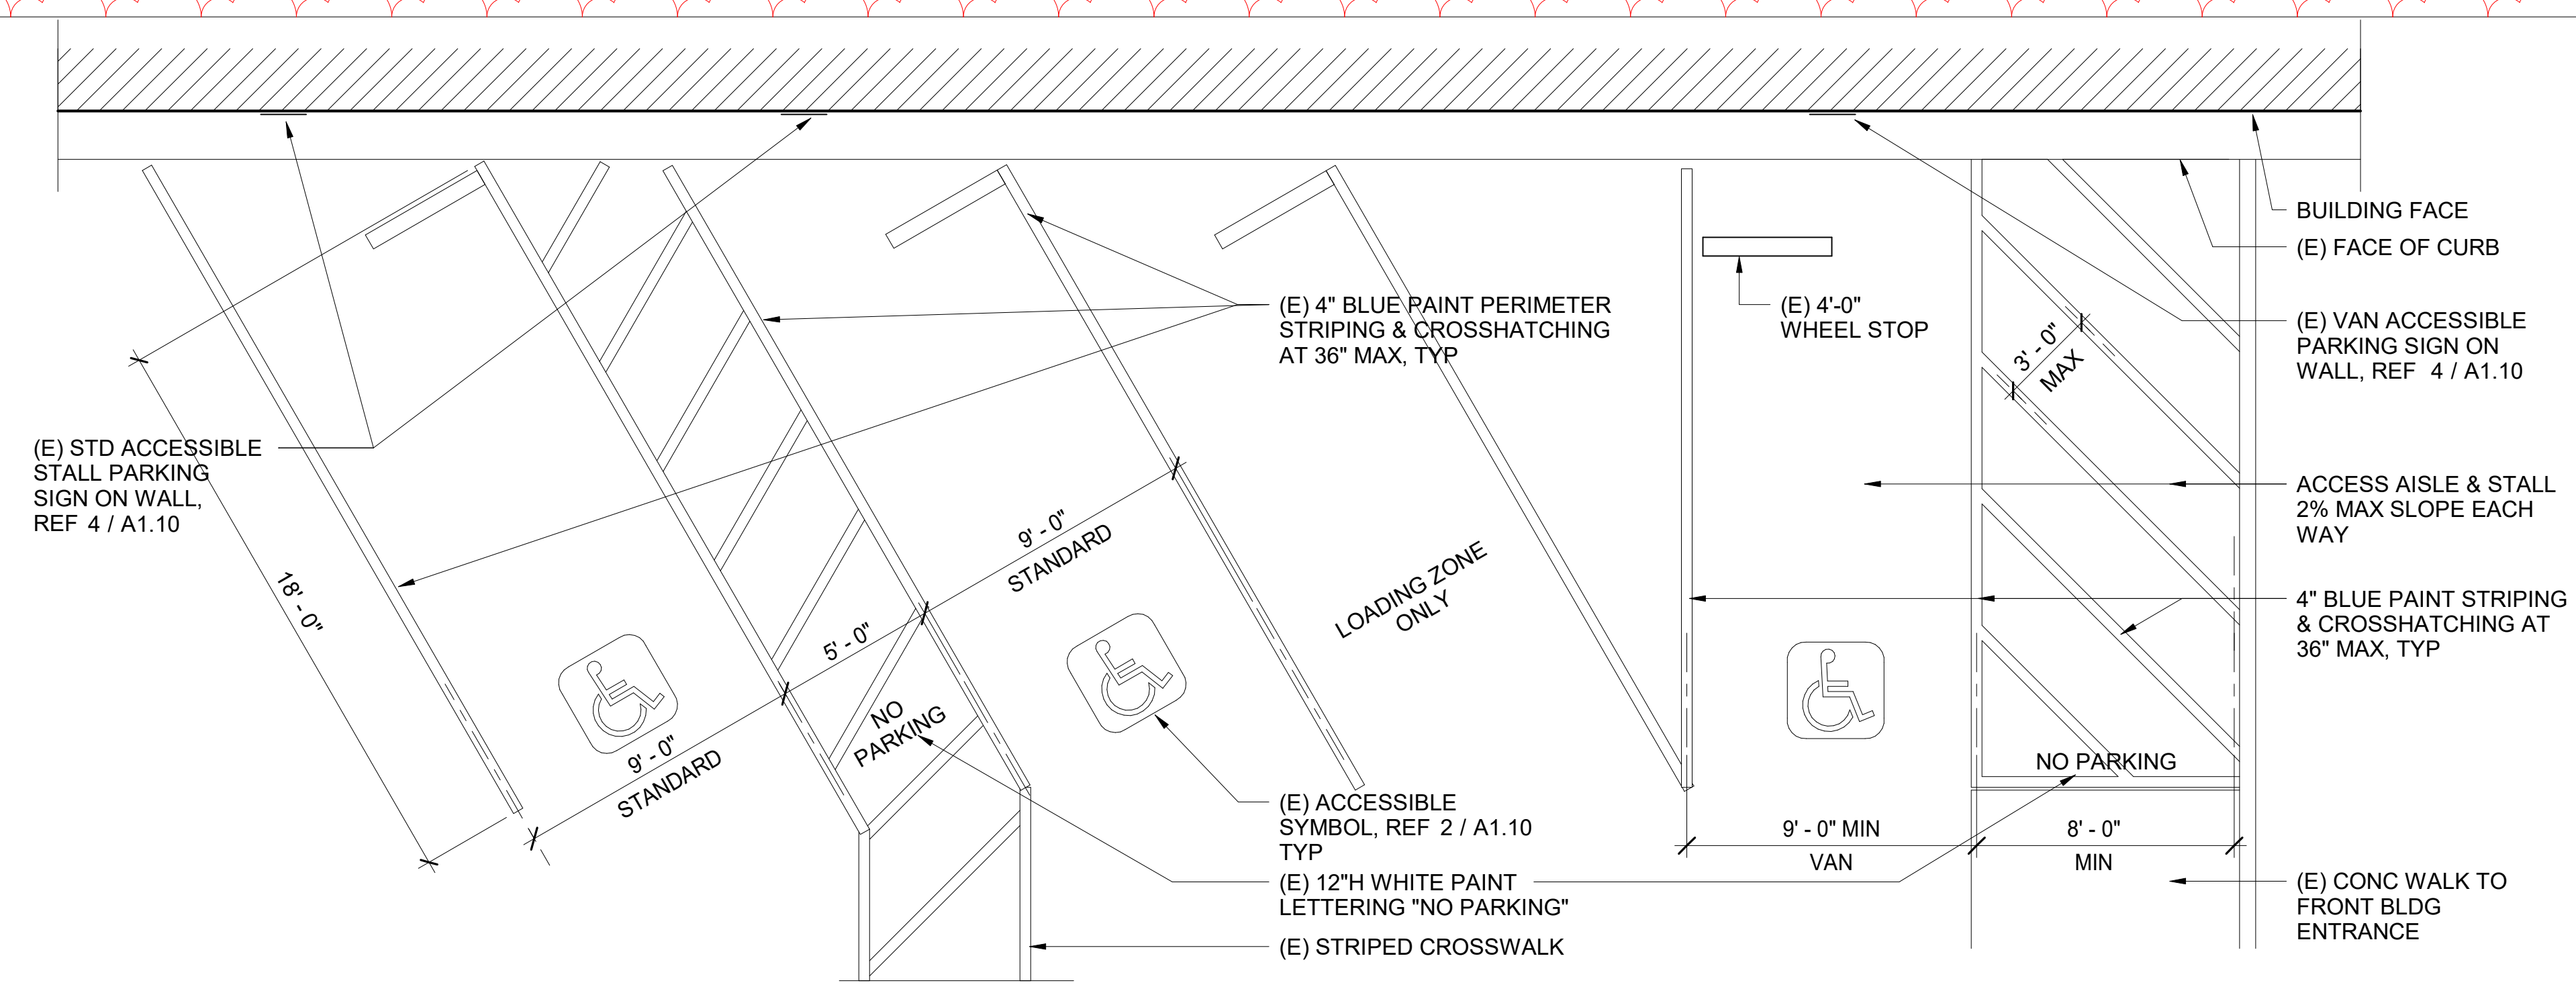 BUILDING FACE
(E) FACE OF CURB
(E) VAN ACCESSIBLE
PARKING SIGN ON
WALL, REF 4 / A1.10
(E) 4" BLUE PAINT PERIMETER
STRIPING & CROSSHATCHING
AT 36" MAX, TYP
(E) 4'-0"
WHEEL STOP
3' - 0"
MAX
(E) STD ACCESSIBLE
STALL PARKING
SIGN ON WALL,
REF 4 / A1.10
ACCESS AISLE & STALL
2% MAX SLOPE EACH
WAY
18' - 0"
9' - 0"
STANDARD
5' - 0"
9' - 0"
STANDARD
LOADING ZONE
ONLY
4" BLUE PAINT STRIPING
& CROSSHATCHING AT
36" MAX, TYP
NO
PARKING
NO PARKING
(E) ACCESSIBLE
SYMBOL, REF 2 / A1.10
TYP
9' - 0" MIN
VAN
8' - 0"
MIN
(E) 12"H WHITE PAINT
LETTERING "NO PARKING"
(E) STRIPED CROSSWALK
(E) CONC WALK TO
FRONT BLDG
ENTRANCE